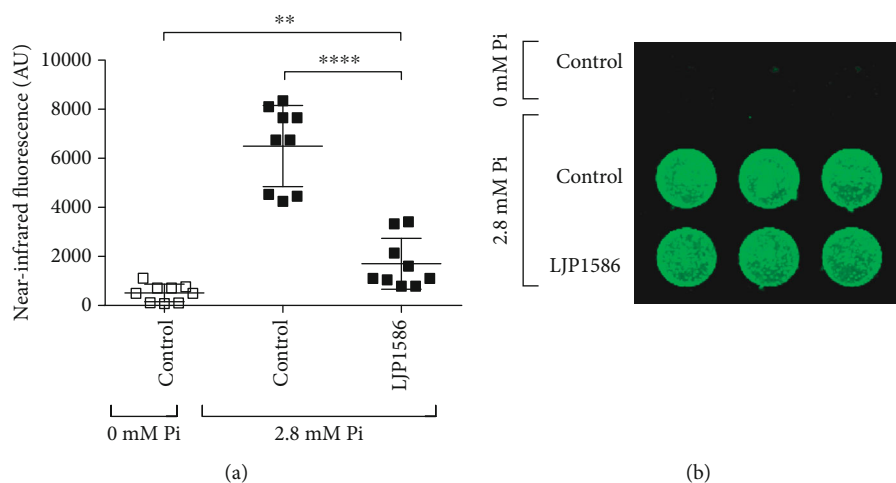 **
****
Near-infrared fluorescence (AU)
10000
8000
6000
4000
2000
0
Control
Control
LJP1586
0 mM Pi
2.8 mM Pi
(a)
0 mM Pi
Control
2.8 mM Pi
Control
LJP1586
(b)